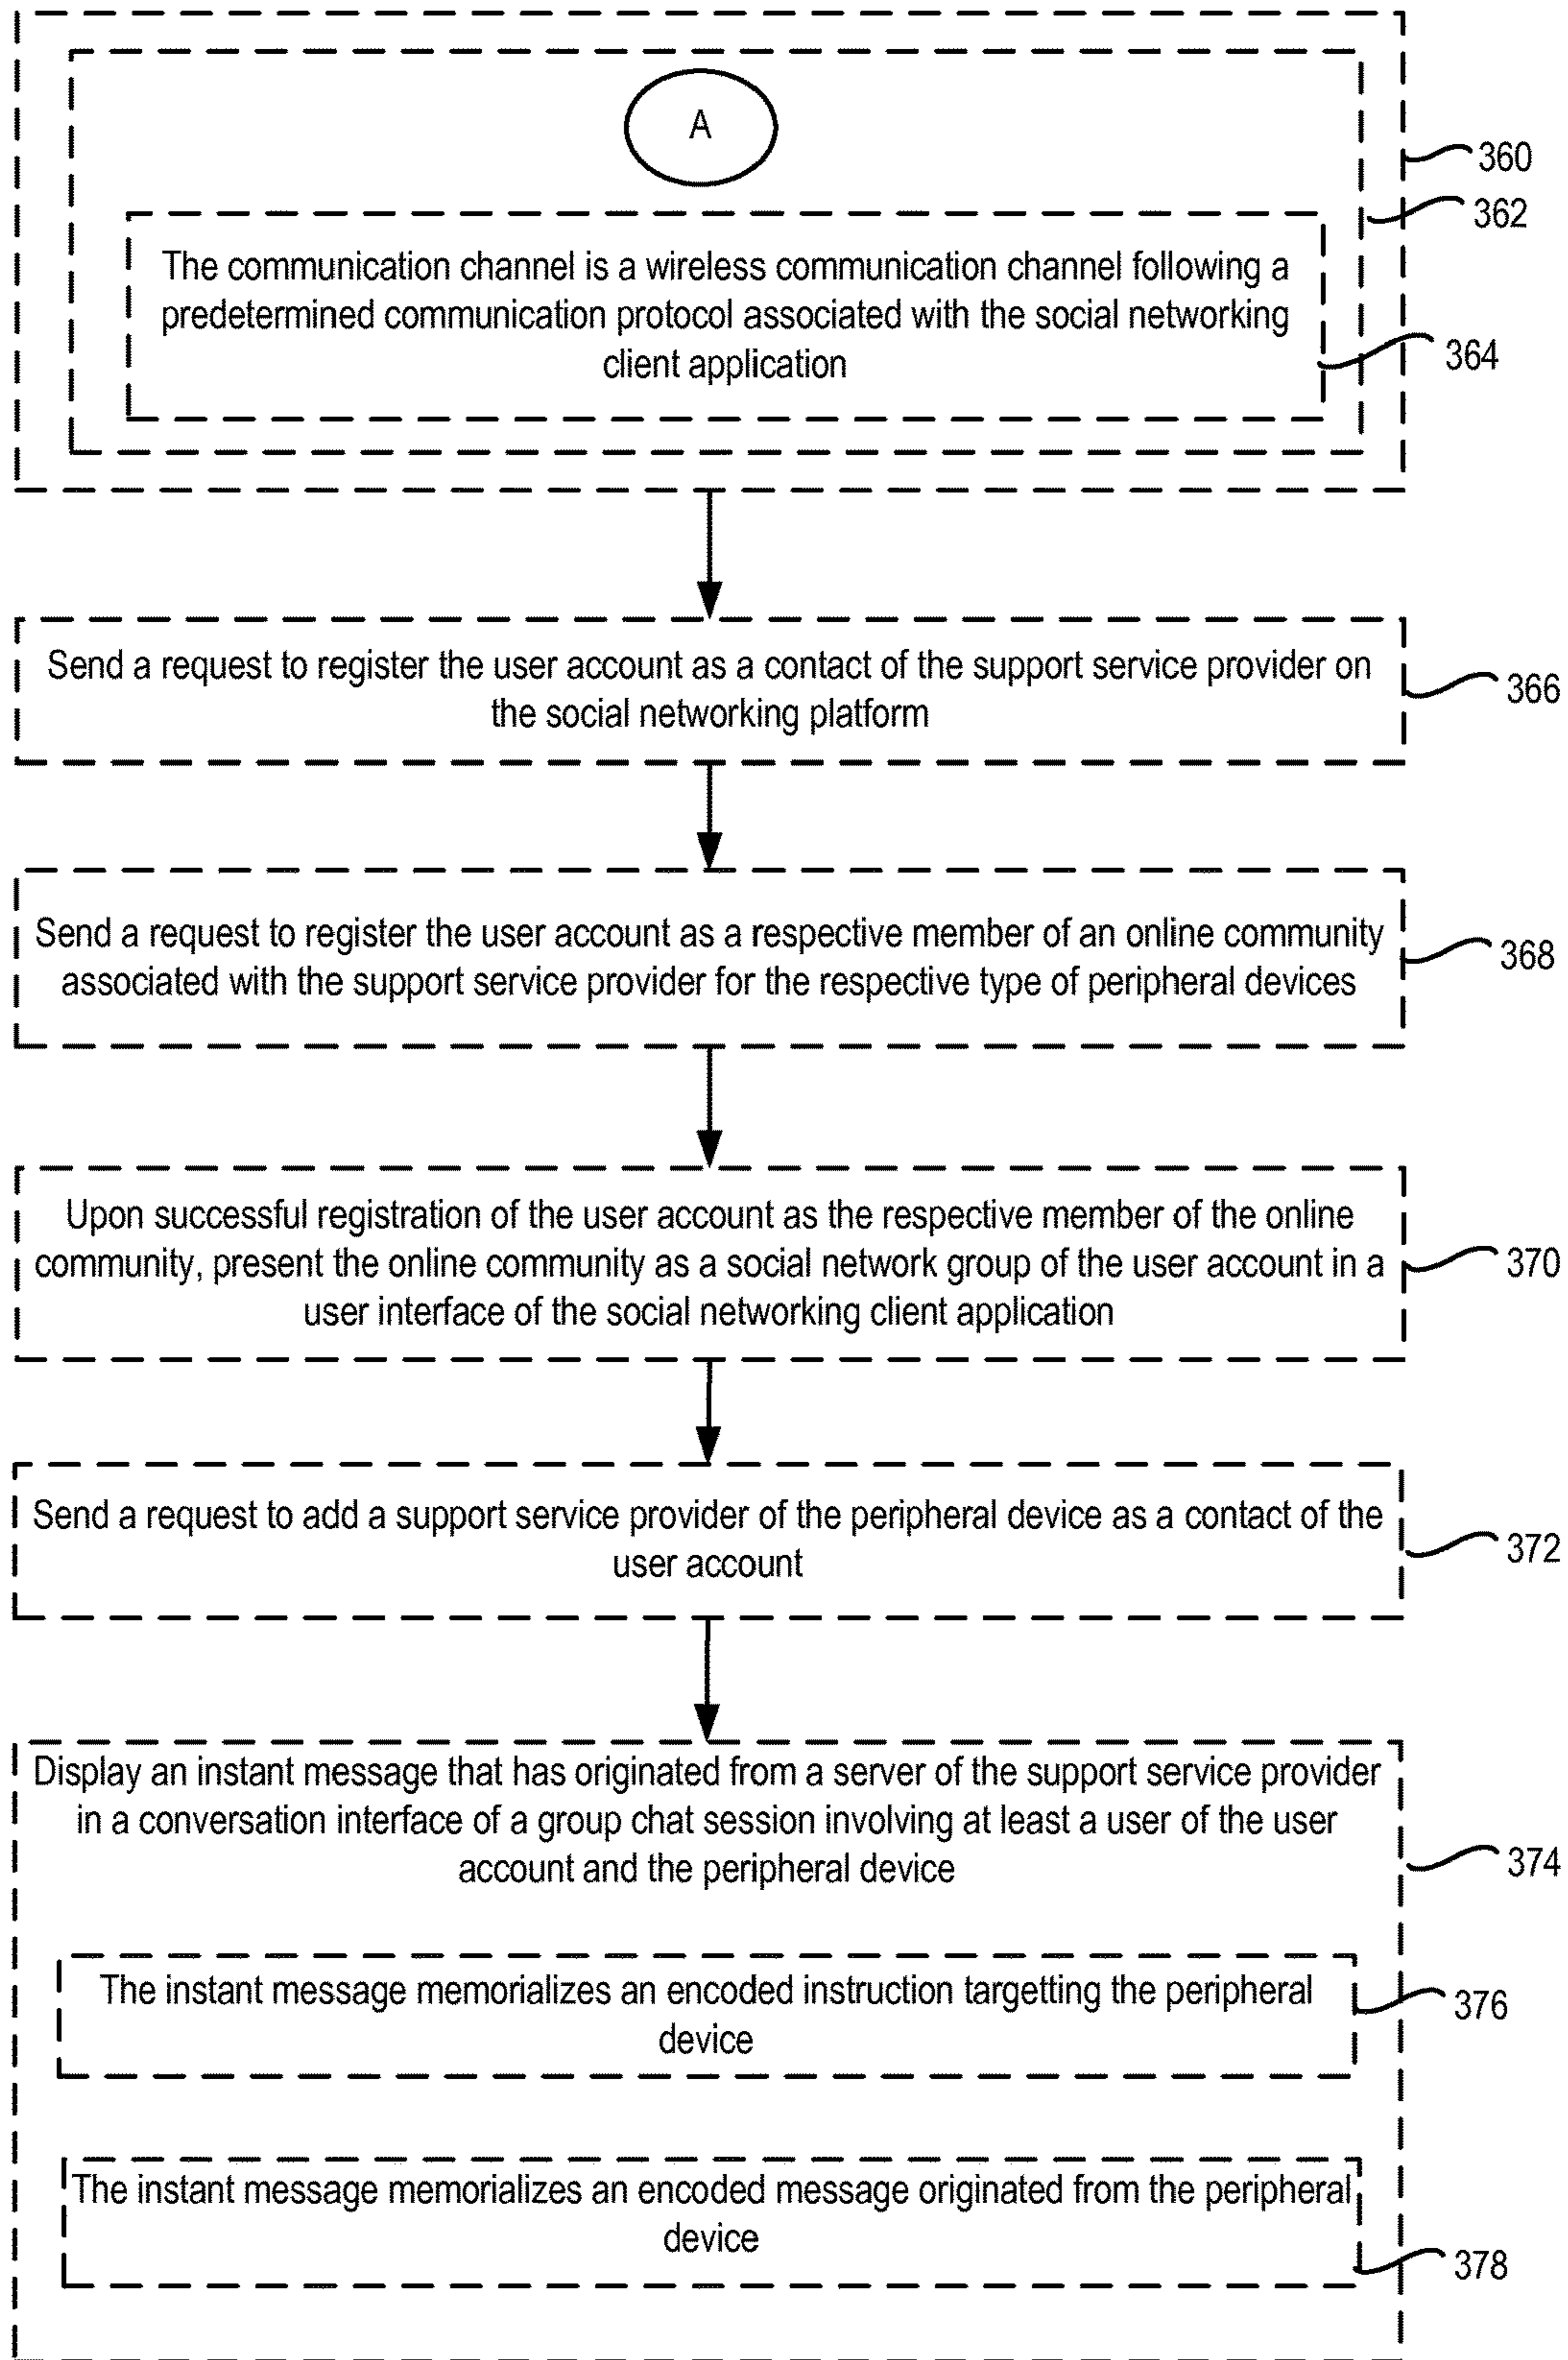 A
360
362
The communication channel is a wireless communication channel following a
predetermined communication protocol associated with the social networking
client application
364
Send a request to register the user account as a contact of the support service provider on
the social networking platform
366
Send a request to register the user account as a respective member of an online community
associated with the support service provider for the respective type of peripheral devices
368
Upon successful registration of the user account as the respective member of the online
community, present the online community as a social network group of the user account in a
user interface of the social networking client application
370
Send a request to add a support service provider of the peripheral device as a contact of the
user account
372
Display an instant message that has originated from a server of the support service provider
in a conversation interface of a group chat session involving at least a user of the user
account and the peripheral device
374
The instant message memorializes an encoded instruction targetting the peripheral
device
376
The instant message memorializes an encoded message originated from the peripheral
device
378